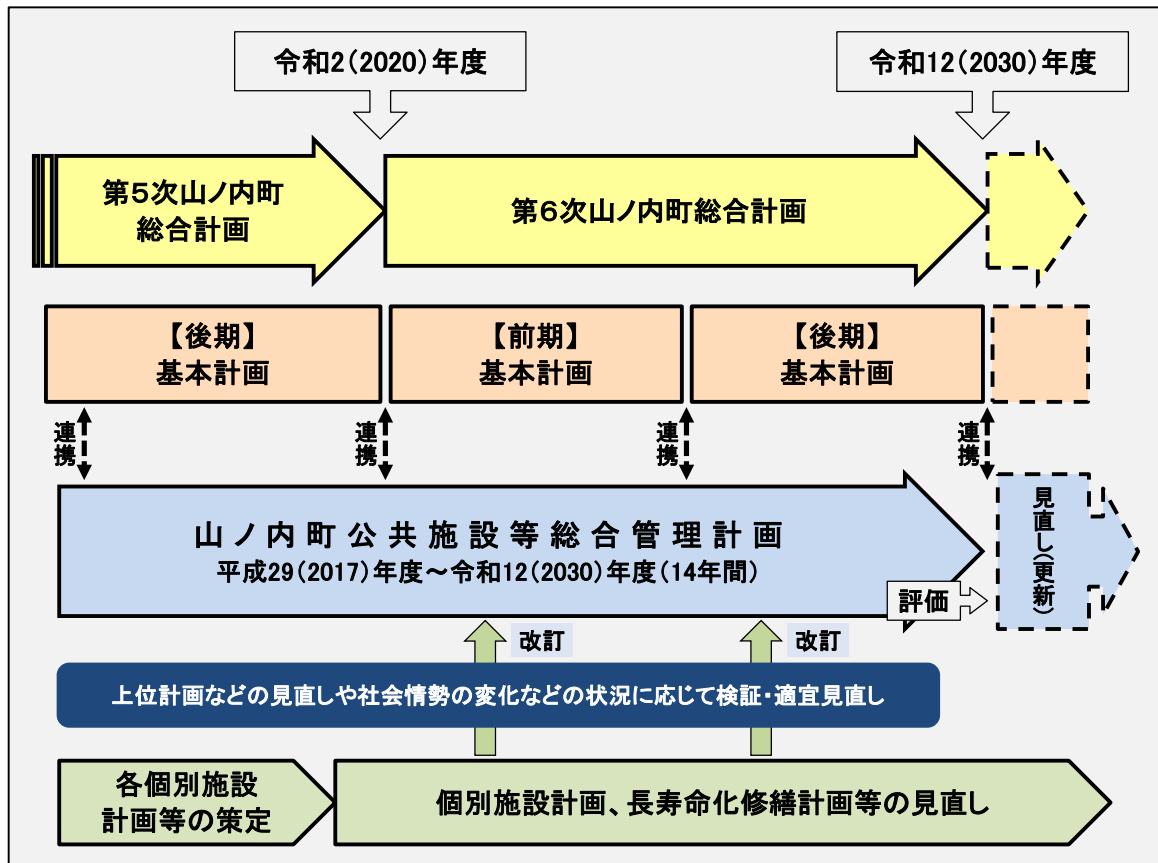 令和2(2020)年度
令和12(2030)年度
第5次山ノ内町
総合計画
第6次山ノ内町総合計画
【後期】
基本計画
【前期】
基本計画
【後期】
基本計画
連携
連携
連携
連携
山ノ内町公共施設等総合管理計画
平成29(2017)年度～令和12(2030)年度(14年間)
評価
見直し(更新)
改訂
改訂
上位計画などの見直しや社会情勢の変化などの状況に応じて検証・適宜見直し
各個別施設
計画等の策定
個別施設計画、長寿命化修繕計画等の見直し